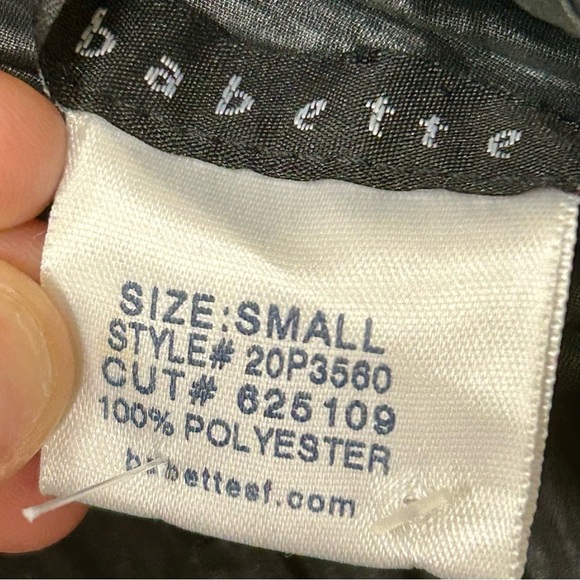 babette
SIZE:SMALL
STYLE# 20P3560
CUT# 625109
100% POLYESTER
babettesf.com